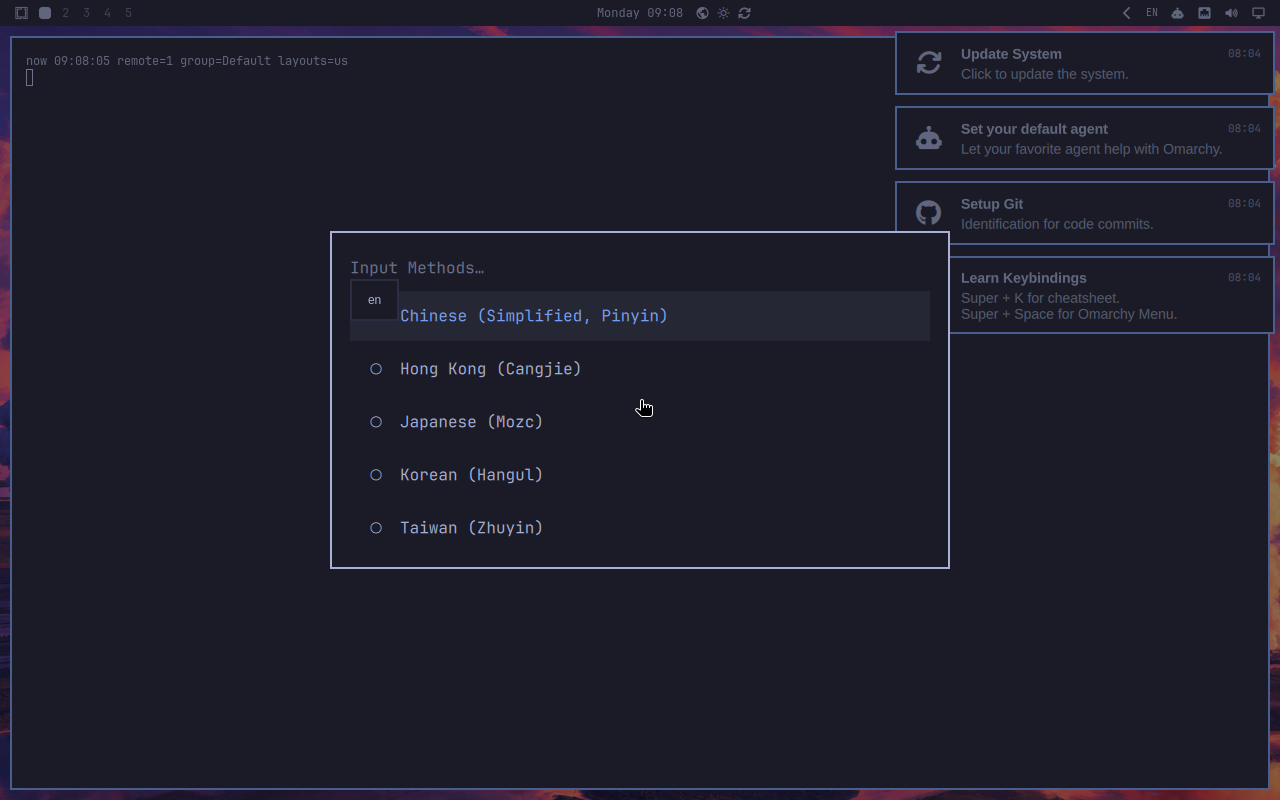 2 3 4 5
Monday 09:08
EN
now 09:08:05 remote=1 group=Default layouts=us
Update System 08:04
Click to update the system.
Set your default agent 08:04
Let your favorite agent help with Omarchy.
Setup Git 08:04
Identification for code commits.
Learn Keybindings 08:04
Super + K for cheatsheet.
Super + Space for Omarchy Menu.
Input Methods…
en
Chinese (Simplified, Pinyin)
Hong Kong (Cangjie)
Japanese (Mozc)
Korean (Hangul)
Taiwan (Zhuyin)